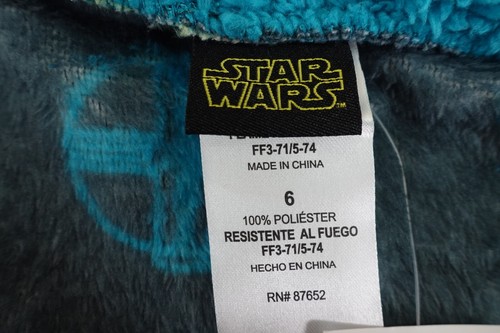 STAR
WARS™
FF3-71/5-74
MADE IN CHINA
6
100% POLIÉSTER
RESISTENTE AL FUEGO
FF3-71/5-74
HECHO EN CHINA
RN# 87652